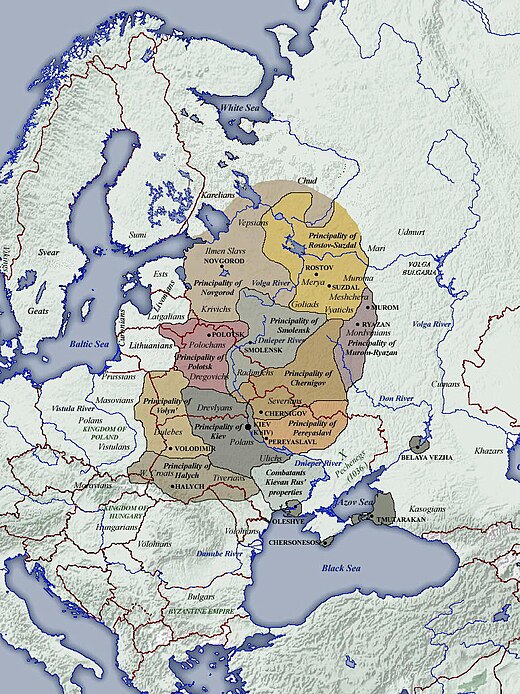 White Sea
Chud
Karelians
Vepsians
Sumi
Principality of
Rostov-Suzdal
Udmurt
Mari
Vikings
Svear
Ilmen Slavs
NOVGOROD
ROSTOV
VOLGA
BULGARIA
Ests
Principality of
Novgorod
Volga River
Merya
SUZDAL
Muroma
Meshchera
Livonians
Geats
Latgalians
Krivichs
Goliads
Vyatichs
MUROM
Curonians
Principality of
Smolensk
RYAZAN
Volga River
Mordvenians
Baltic Sea
Lithuanians
POLOTSK
Polochans
Dnieper River
SMOLENSK
Principality of
Murom-Ryazan
Principality of
Polotsk
Prussians
Dregovichs
Radimichs
Principality of
Chernigov
Cumans
Masovians
Vistula River
Principality of
Volyn'
Drevlyans
Severians
CHERNIGOV
Don River
Polans
KINGDOM OF
POLAND
Vistulans
Dulebes
Principality of
Kiev
KIEV
(KYIV)
Principality of
Pereyaslavl
Polans
PEREYASLAVL
VOLODIMIR
Khazars
BELAYA VEZHA
Ulichs
Dnieper River
X
Pechenegs
(1036)
W. Croats
Principality of
Halych
Tiverians
Combatants
Kievan Rus'
properties
Moravians
HALYCH
Azov Sea
KINGDOM OF
HUNGARY
Hungarians
OLESHYE
TMUTARAKAN
Kasogians
Volohons
Volohons
CHERSONESOS
Danube River
Black Sea
Bulgars
BYZANTINE EMPIRE